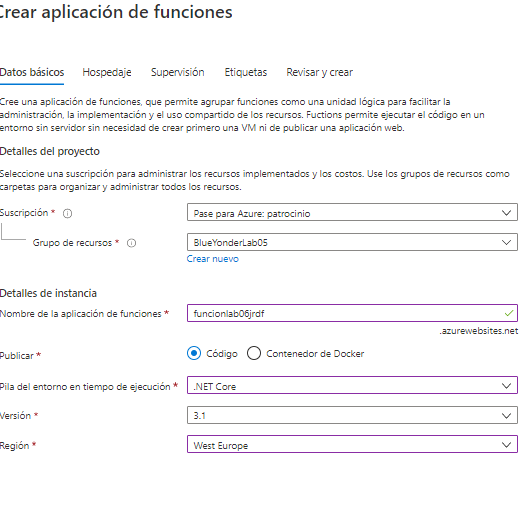 Crear aplicación de funciones
Datos básicos Hospedaje Supervisión Etiquetas Revisar y crear
Cree una aplicación de funciones, que permite agrupar funciones como una unidad lógica para facilitar la
administración, la implementación y el uso compartido de los recursos. Fuctions permite ejecutar el código en un
entorno sin servidor sin necesidad de crear primero una VM ni de publicar una aplicación web.
Detalles del proyecto
Seleccione una suscripción para administrar los recursos implementados y los costos. Use los grupos de recursos como
carpetas para organizar y administrar todos los recursos.
Suscripción * Pase para Azure: patrocinio
Grupo de recursos * BlueYonderLab05
Crear nuevo
Detalles de instancia
Nombre de la aplicación de funciones * funcionlab06jrdf
.azurewebsites.net
Publicar * Código Contenedor de Docker
Pila del entorno en tiempo de ejecución * .NET Core
Versión * 3.1
Región * West Europe